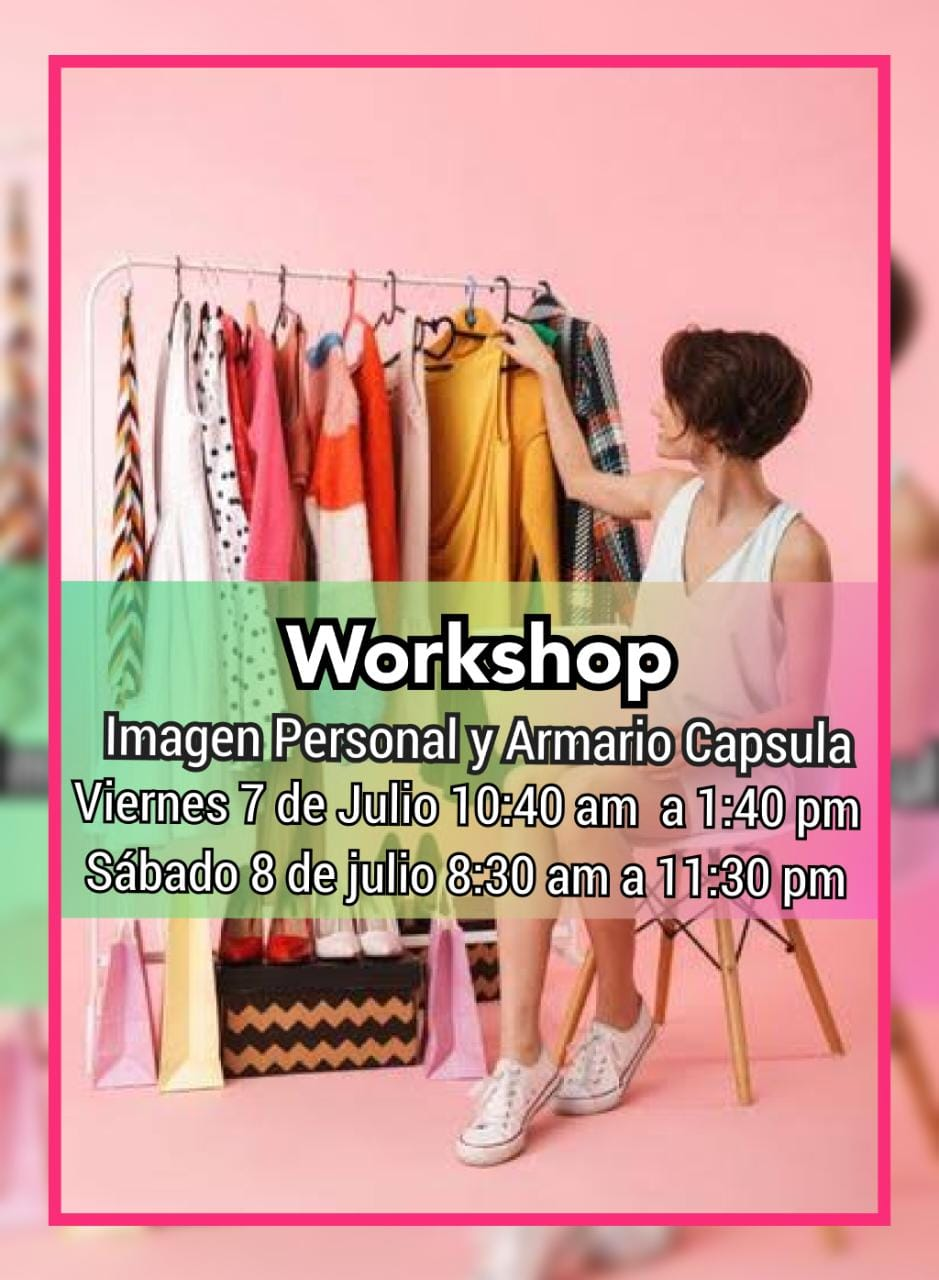 Workshop
Imagen Personal y Armario Capsula
Viernes 7 de Julio 10:40 am a 1:40 pm
Sábado 8 de julio 8:30 am a 11:30 pm